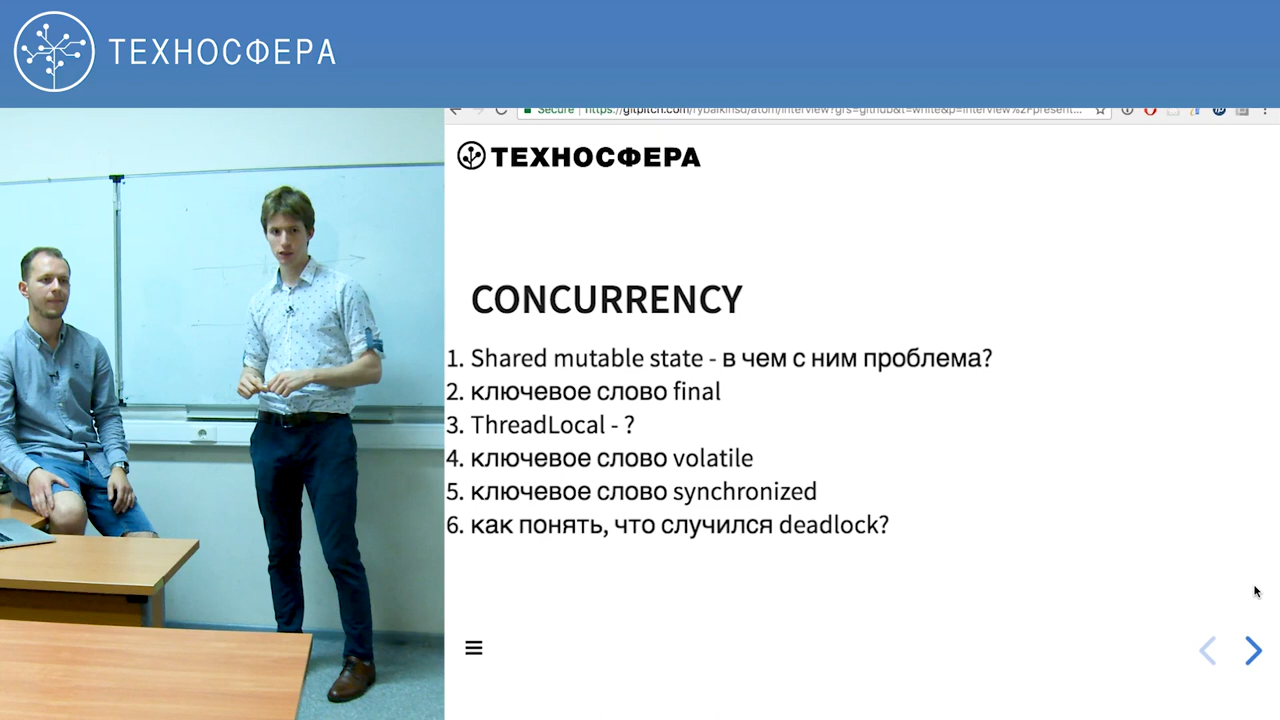 ТЕХНОСФЕРА
Secure
ТЕХНОСФЕРА
CONCURRENCY
1. Shared mutable state - в чем с ним проблема?
2. ключевое слово final
3. ThreadLocal - ?
4. ключевое слово volatile
5. ключевое слово synchronized
6. как понять, что случился deadlock?